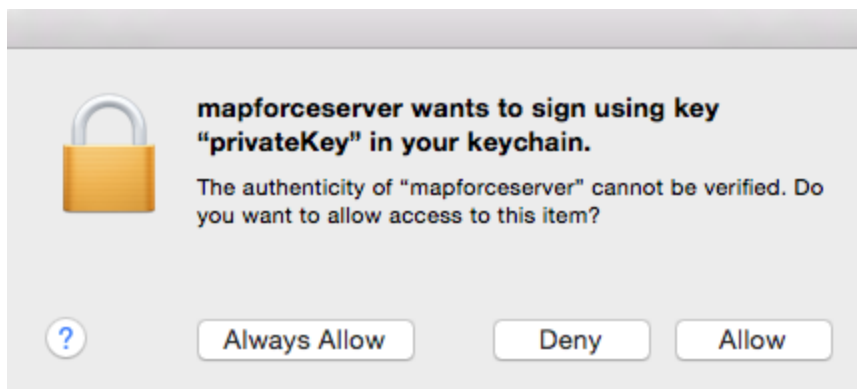 mapforceserver wants to sign using key
“privateKey” in your keychain.
The authenticity of “mapforceserver” cannot be verified. Do
you want to allow access to this item?
? Always Allow Deny Allow